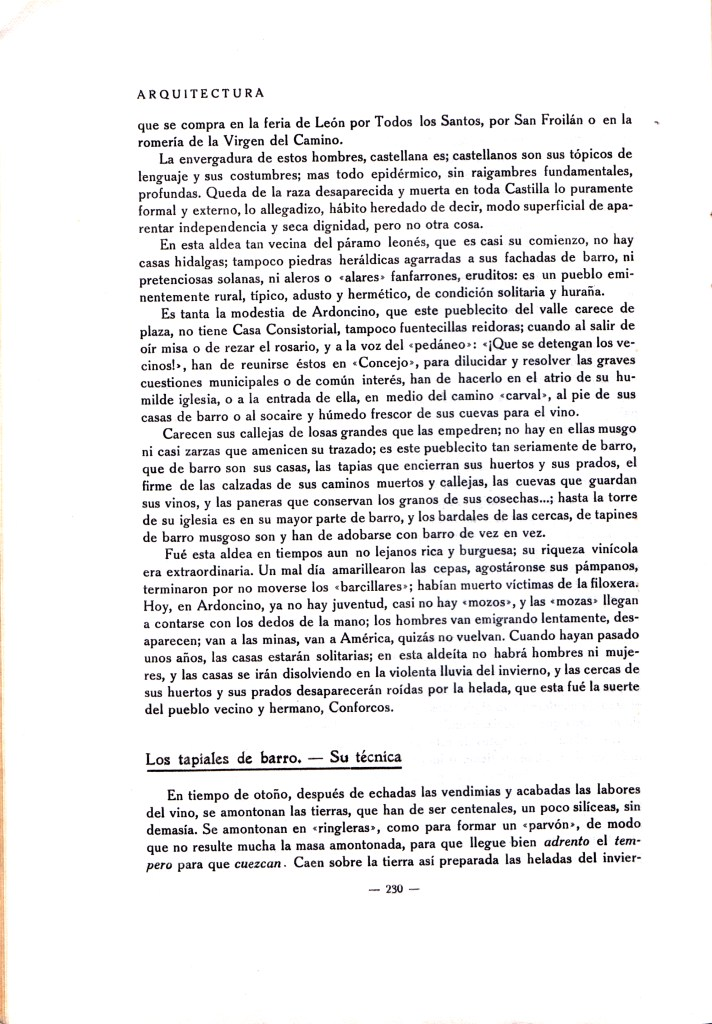 ARQUITECTURA
que se compra en la feria de León por Todos los Santos, por San Froilán o en la
romería de la Virgen del Camino.
La envergadura de estos hombres, castellana es; castellanos son sus tópicos de
lenguaje y sus costumbres; mas todo epidérmico, sin raigambres fundamentales,
profundas. Queda de la raza desaparecida y muerta en toda Castilla lo puramente
formal y externo, lo allegadizo, hábito heredado de decir, modo superficial de apa-
rentar independencia y seca dignidad, pero no otra cosa.
En esta aldea tan vecina del páramo leonés, que es casi su comienzo, no hay
casas hidalgas; tampoco piedras heráldicas agarradas a sus fachadas de barro, ni
pretenciosas solanas, ni aleros o «alares» fanfarrones, eruditos: es un pueblo emi-
nentemente rural, típico, adusto y hermético, de condición solitaria y huraña.
Es tanta la modestia de Ardoncino, que este pueblecito del valle carece de
plaza, no tiene Casa Consistorial, tampoco fuentecillas reidoras; cuando al salir de
oír misa o de rezar el rosario, y a la voz del «pedáneo»: «¡Que se detengan los ve-
cinos!», han de reunirse éstos en «Concejo», para dilucidar y resolver las graves
cuestiones municipales o de común interés, han de hacerlo en el atrio de su hu-
milde iglesia, o a la entrada de ella, en medio del camino «carval», al pie de sus
casas de barro o al socaire y húmedo frescor de sus cuevas para el vino.
Carecen sus callejas de losas grandes que las empedren; no hay en ellas musgo
ni casi zarzas que amenicen su trazado; es este pueblecito tan seriamente de barro,
que de barro son sus casas, las tapias que encierran sus huertos y sus prados, el
firme de las calzadas de sus caminos muertos y callejas, las cuevas que guardan
sus vinos, y las paneras que conservan los granos de sus cosechas...; hasta la torre
de su iglesia es en su mayor parte de barro, y los bardales de las cercas, de tapines
de barro musgoso son y han de adobarse con barro de vez en vez.
Fué esta aldea en tiempos aun no lejanos rica y burguesa; su riqueza vinícola
era extraordinaria. Un mal día amarillearon las cepas, agostáronse sus pámpanos,
terminaron por no moverse los «barcillares»; habían muerto víctimas de la filoxera.
Hoy, en Ardoncino, ya no hay juventud, casi no hay «mozos», y las «mozas» llegan
a contarse con los dedos de la mano; los hombres van emigrando lentamente, des-
aparecen; van a las minas, van a América, quizás no vuelvan. Cuando hayan pasado
unos años, las casas estarán solitarias; en esta aldeíta no habrá hombres ni muje-
res, y las casas se irán disolviendo en la violenta lluvia del invierno, y las cercas de
sus huertos y sus prados desaparecerán roídas por la helada, que esta fué la suerte
del pueblo vecino y hermano, Conforcos.
Los tapiales de barro. — Su técnica
En tiempo de otoño, después de echadas las vendimias y acabadas las labores
del vino, se amontonan las tierras, que han de ser centenales, un poco silíceas, sin
demasía. Se amontonan en «ringleras», como para formar un «parvón», de modo
que no resulte mucha la masa amontonada, para que llegue bien adrento el tem-
pero para que cuezcan. Caen sobre la tierra así preparada las heladas del invier-
— 230 —